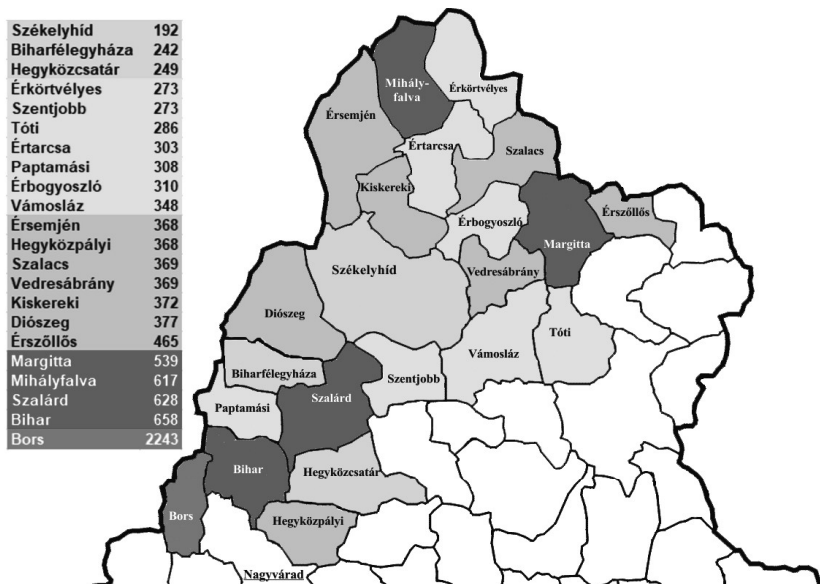 Székelyhíd 192
Biharfélegyháza 242
Hegyközcsatár 249
Érkörtvélyes 273
Szentjobb 273
Tóti 286
Értarcsa 303
Paptamási 308
Érbogyoszló 310
Vámosláz 348
Érsemjén 368
Hegyközpályi 368
Szalacs 369
Vedresábrány 369
Kiskereki 372
Diószeg 377
Érszőllős 465
Margitta 539
Mihályfalva 617
Szalárd 628
Bihar 658
Bors 2243
Mihály-
falva
Érkörtvélyes
Érsemjén
Értarcsa
Szalacs
Kiskereki
Érszőllős
Érbogyoszló
Margitta
Székelyhíd
Vedresábrány
Diószeg
Tóti
Vámosláz
Biharfélegyháza
Szentjobb
Szalárd
Paptamási
Bihar
Hegyközcsatár
Bors
Hegyközpályi
Nagyvárad